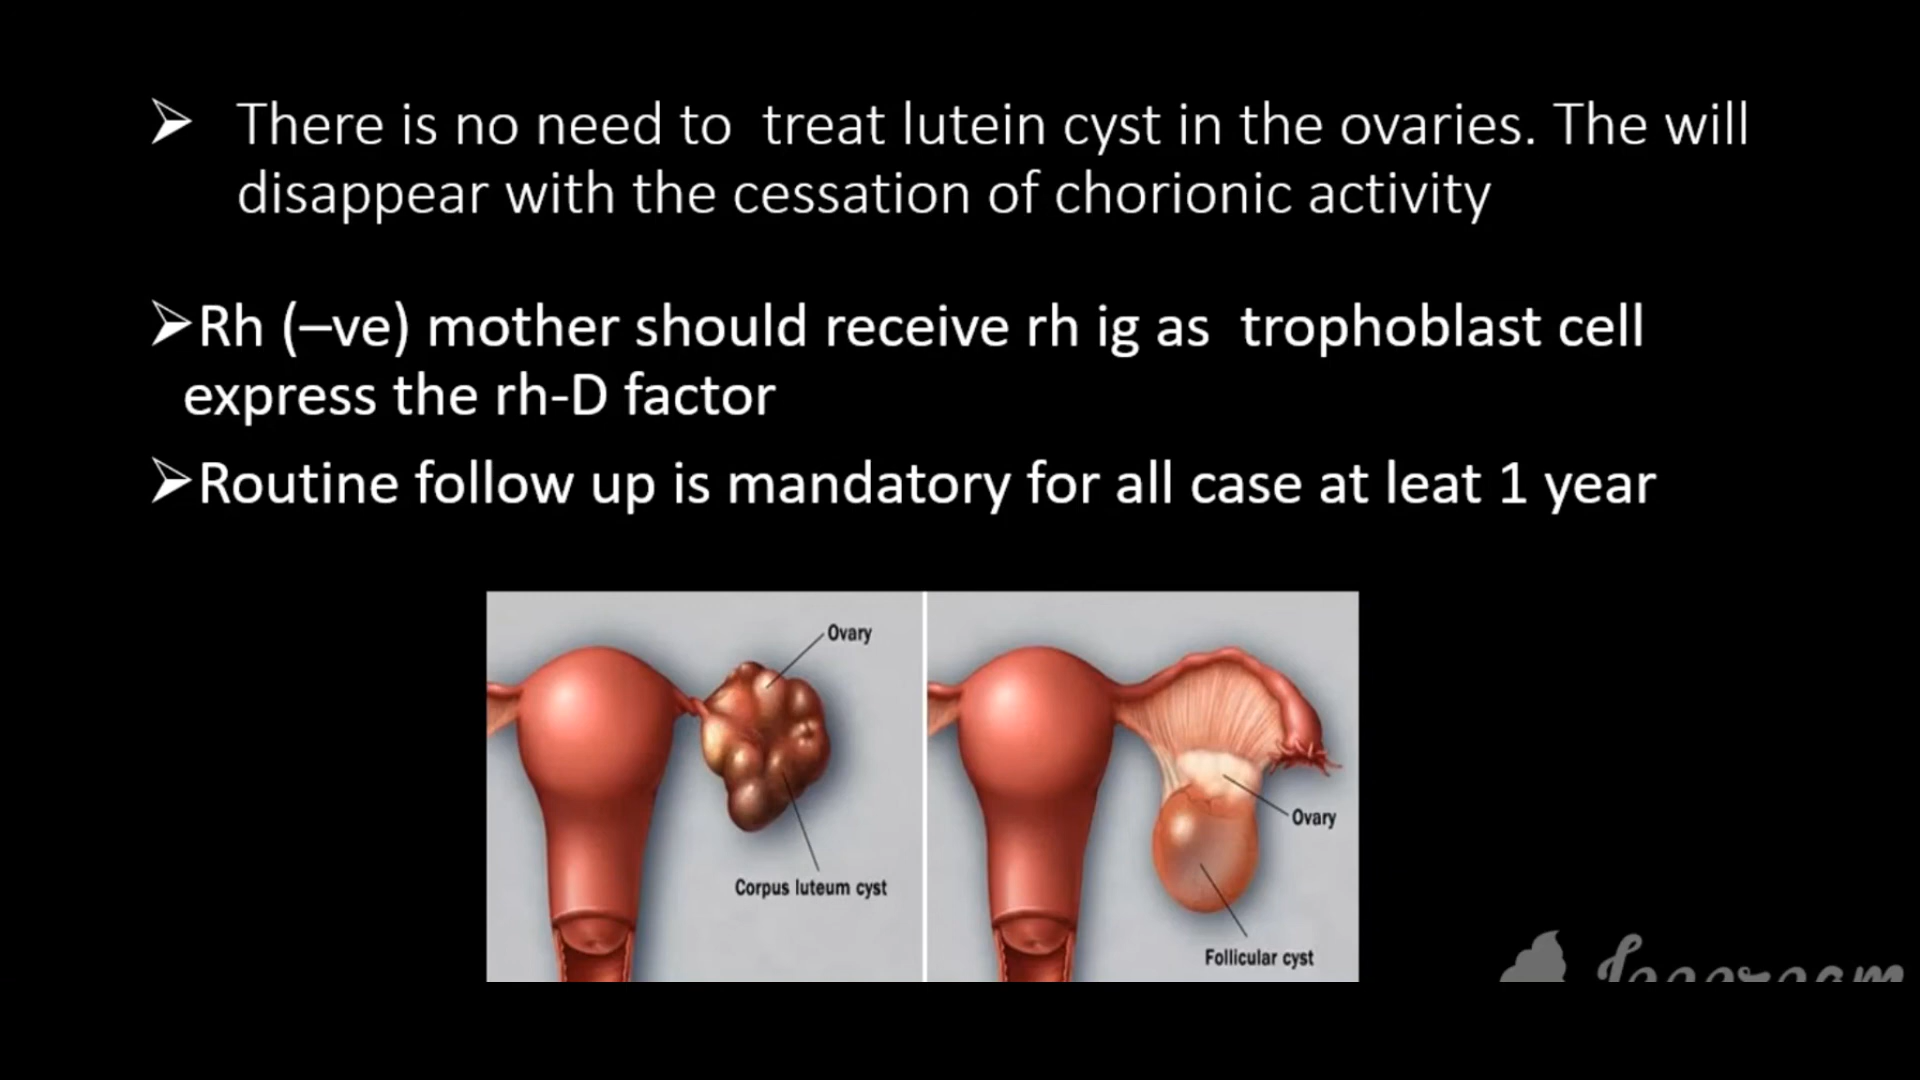 There is no need to treat lutein cyst in the ovaries. The will
disappear with the cessation of chorionic activity
Rh (–ve) mother should receive rh ig as trophoblast cell
express the rh-D factor
Routine follow up is mandatory for all case at leat 1 year
Ovary
Corpus luteum cyst
Ovary
Follicular cyst